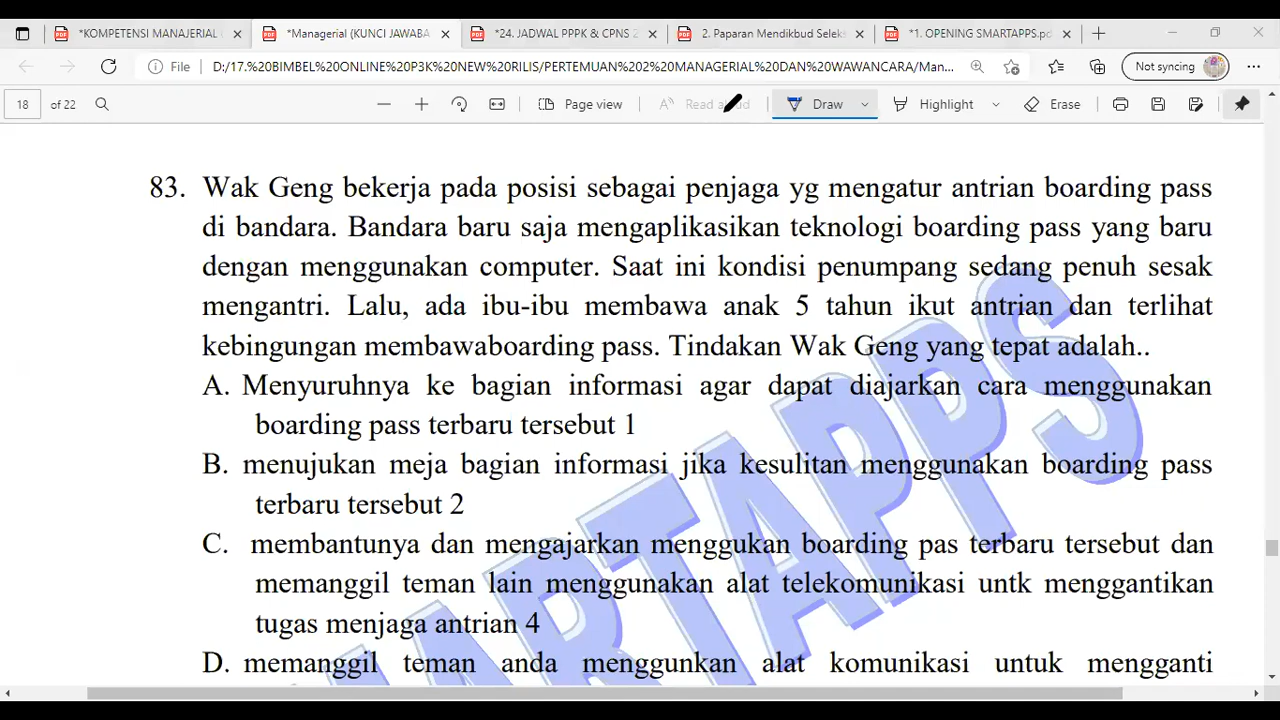 *KOMPETENSI MANAJERIAL
*Managerial (KUNCI JAWABA
*24. JADWAL PPPK & CPNS 2
2. Paparan Mendikbud Selek
*1. OPENING SMARTAPPS.pd
File D:/17.%20BIMBEL%20ONLINE%20P3K%20NEW%20RILIS/PERTEMUAN%202%20MANAGERIAL%20DAN%20WAWANCARA/Man... Not syncing
18 of 22 Page view Read aloud Draw Highlight Erase
83. Wak Geng bekerja pada posisi sebagai penjaga yg mengatur antrian boarding pass
di bandara. Bandara baru saja mengaplikasikan teknologi boarding pass yang baru
dengan menggunakan computer. Saat ini kondisi penumpang sedang penuh sesak
mengantri. Lalu, ada ibu-ibu membawa anak 5 tahun ikut antrian dan terlihat
kebingungan membawaboarding pass. Tindakan Wak Geng yang tepat adalah..
A. Menyuruhnya ke bagian informasi agar dapat diajarkan cara menggunakan
boarding pass terbaru tersebut 1
B. menujukan meja bagian informasi jika kesulitan menggunakan boarding pass
terbaru tersebut 2
C. membantunya dan mengajarkan menggukan boarding pas terbaru tersebut dan
memanggil teman lain menggunakan alat telekomunikasi untk menggantikan
tugas menjaga antrian 4
D. memanggil teman anda menggunkan alat komunikasi untuk mengganti
ARTAPPS